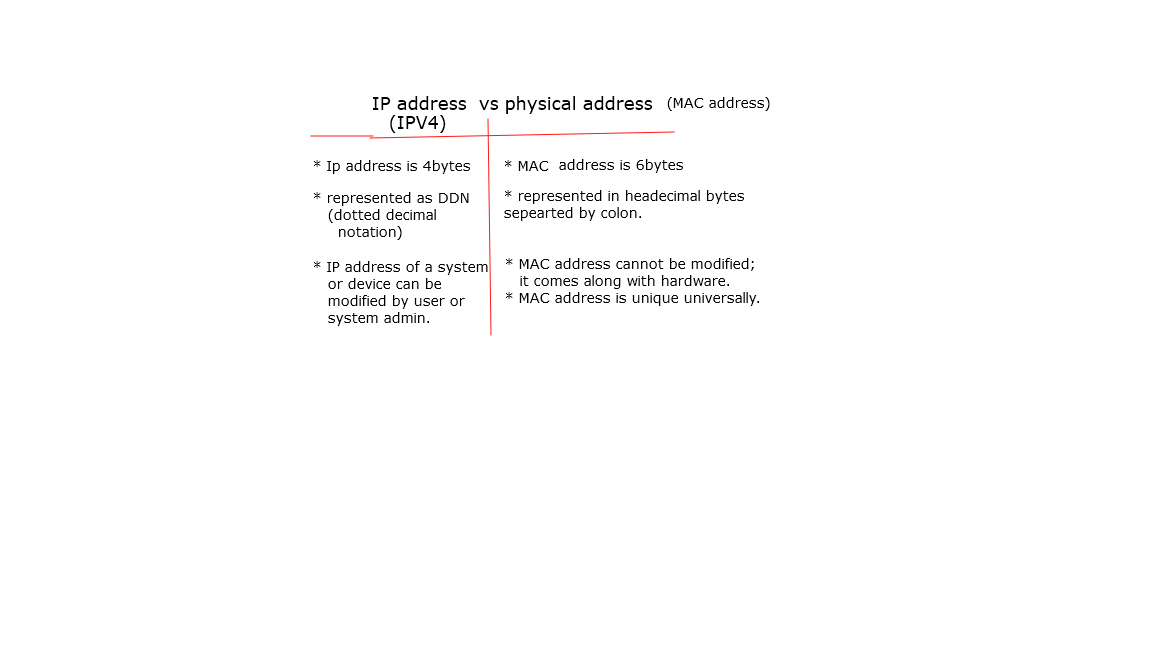 IP address vs physical address (MAC address)
(IPV4)
* Ip address is 4bytes
* represented as DDN
(dotted decimal
notation)
* IP address of a system
or device can be
modified by user or
system admin.
* MAC address is 6bytes
* represented in headecimal bytes
sepearted by colon.
* MAC address cannot be modified;
it comes along with hardware.
* MAC address is unique universally.